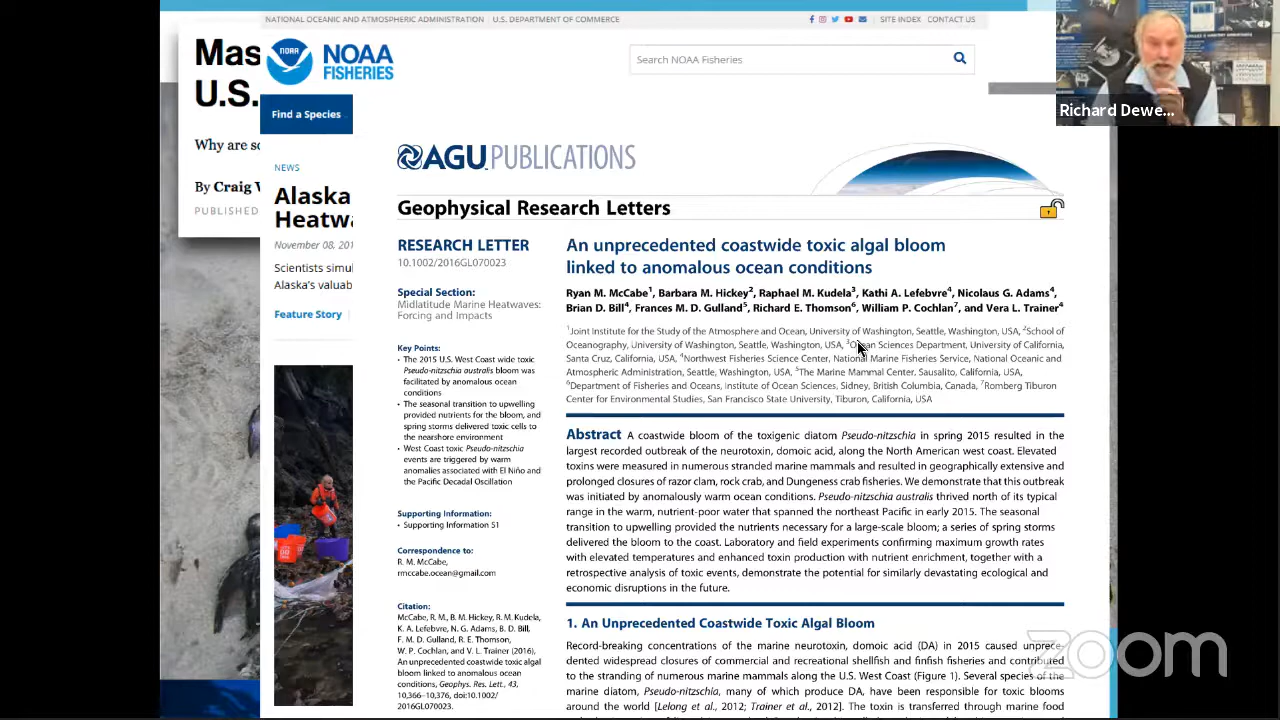 NATIONAL OCEANIC AND ATMOSPHERIC ADMINISTRATION U.S. DEPARTMENT OF COMMERCE
SITE INDEX CONTACT US
Mas
U.S.
Why are so
By Craig
PUBLISHED
NOAA
NOAA
FISHERIES
Search NOAA Fisheries
Find a Species
NEWS
Alaska
Heatwa
November 08, 201
Scientists simul
Alaska's valuab
Feature Story
Richard Dewe...
AGU PUBLICATIONS
Geophysical Research Letters
RESEARCH LETTER
10.1002/2016GL070023
Special Section:
Midlatitude Marine Heatwaves:
Forcing and Impacts
Key Points:
• The 2015 U.S. West Coast wide toxic
Pseudo-nitzschia australis bloom was
facilitated by anomalous ocean
conditions
• The seasonal transition to upwelling
provided nutrients for the bloom, and
spring storms delivered toxic cells to
the nearshore environment
• West Coast toxic Pseudo-nitzschia
events are triggered by warm
anomalies associated with El Niño and
the Pacific Decadal Oscillation
Supporting Information:
• Supporting Information S1
Correspondence to:
R. M. McCabe,
rmccabe.ocean@gmail.com
Citation:
McCabe, R. M., B. M. Hickey, R. M. Kudela,
K. A. Lefebvre, N. G. Adams, B. D. Bill,
F. M. D. Gulland, R. E. Thomson,
W. P. Cochlan, and V. L. Trainer (2016),
An unprecedented coastwide toxic algal
bloom linked to anomalous ocean
conditions, Geophys. Res. Lett., 43,
10,366–10,376, doi:10.1002/
2016GL070023.
An unprecedented coastwide toxic algal bloom
linked to anomalous ocean conditions
Ryan M. McCabe1, Barbara M. Hickey2, Raphael M. Kudela3, Kathi A. Lefebvre4, Nicolaus G. Adams4,
Brian D. Bill4, Frances M. D. Gulland5, Richard E. Thomson6, William P. Cochlan7, and Vera L. Trainer4
1Joint Institute for the Study of the Atmosphere and Ocean, University of Washington, Seattle, Washington, USA, 2School of
Oceanography, University of Washington, Seattle, Washington, USA, 3Ocean Sciences Department, University of California,
Santa Cruz, California, USA, 4Northwest Fisheries Science Center, National Marine Fisheries Service, National Oceanic and
Atmospheric Administration, Seattle, Washington, USA, 5The Marine Mammal Center, Sausalito, California, USA,
6Department of Fisheries and Oceans, Institute of Ocean Sciences, Sidney, British Columbia, Canada, 7Romberg Tiburon
Center for Environmental Studies, San Francisco State University, Tiburon, California, USA
Abstract A coastwide bloom of the toxigenic diatom Pseudo-nitzschia in spring 2015 resulted in the
largest recorded outbreak of the neurotoxin, domoic acid, along the North American west coast. Elevated
toxins were measured in numerous stranded marine mammals and resulted in geographically extensive and
prolonged closures of razor clam, rock crab, and Dungeness crab fisheries. We demonstrate that this outbreak
was initiated by anomalously warm ocean conditions. Pseudo-nitzschia australis thrived north of its typical
range in the warm, nutrient-poor water that spanned the northeast Pacific in early 2015. The seasonal
transition to upwelling provided the nutrients necessary for a large-scale bloom; a series of spring storms
delivered the bloom to the coast. Laboratory and field experiments confirming maximum growth rates
with elevated temperatures and enhanced toxin production with nutrient enrichment, together with a
retrospective analysis of toxic events, demonstrate the potential for similarly devastating ecological and
economic disruptions in the future.
1. An Unprecedented Coastwide Toxic Algal Bloom
Record-breaking concentrations of the marine neurotoxin, domoic acid (DA) in 2015 caused unprece-
dented widespread closures of commercial and recreational shellfish and finfish fisheries and contributed
to the stranding of numerous marine mammals along the U.S. West Coast (Figure 1). Several species of the
marine diatom, Pseudo-nitzschia, many of which produce DA, have been responsible for toxic blooms
around the world [Lelong et al., 2012; Trainer et al., 2012]. The toxin is transferred through marine food
zoom